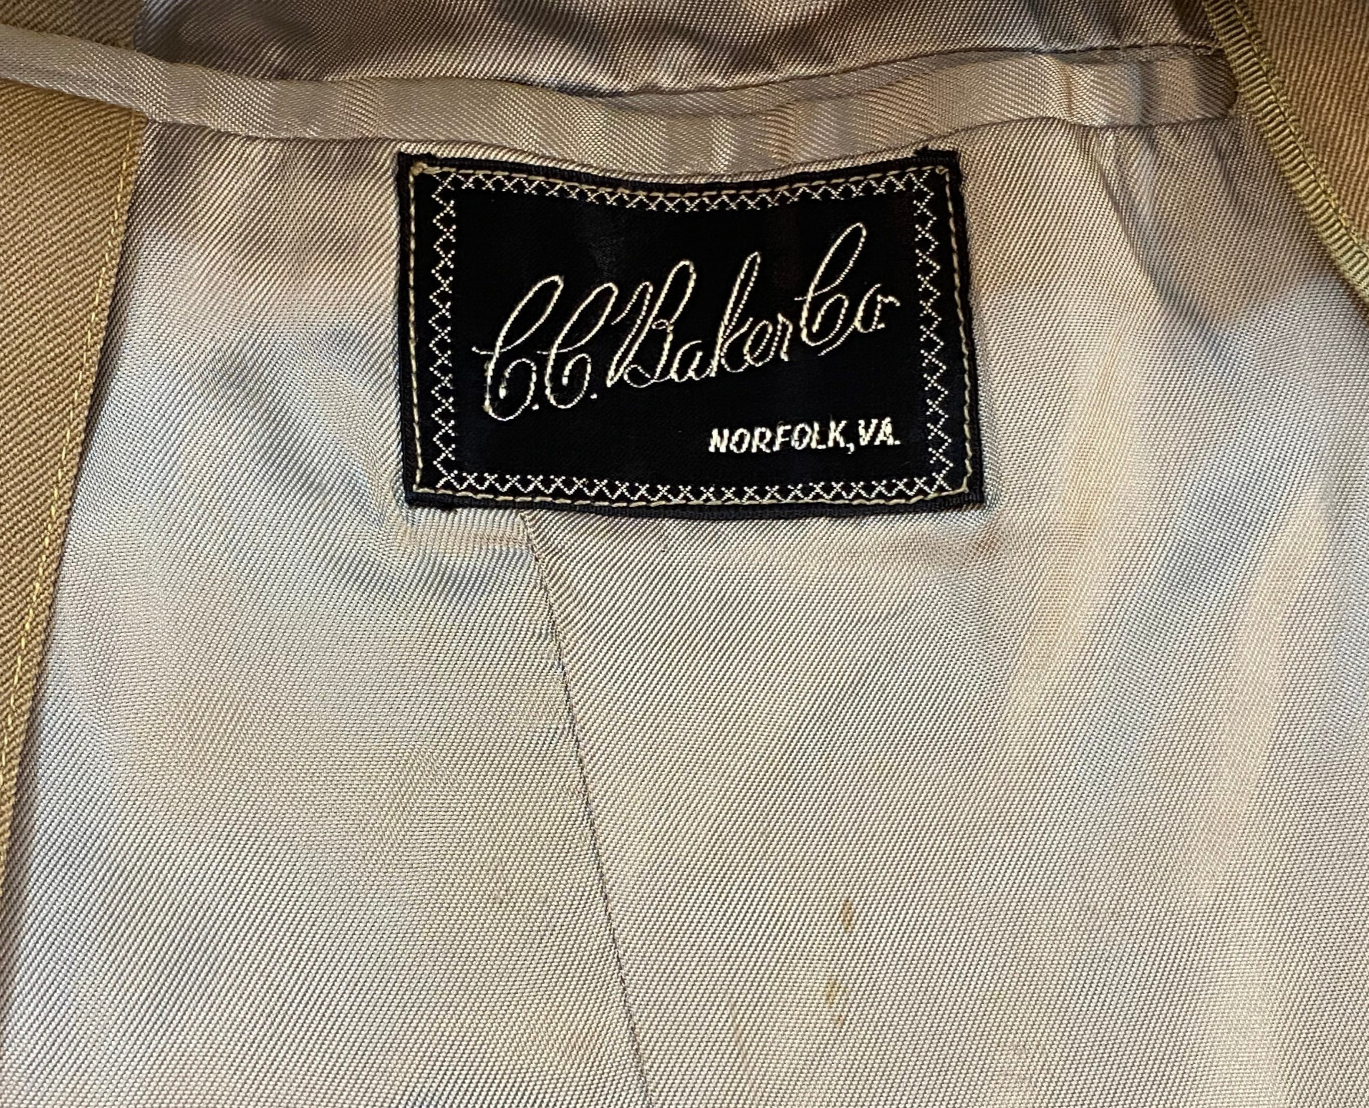 C.C. Baker Co.
NORFOLK, VA.